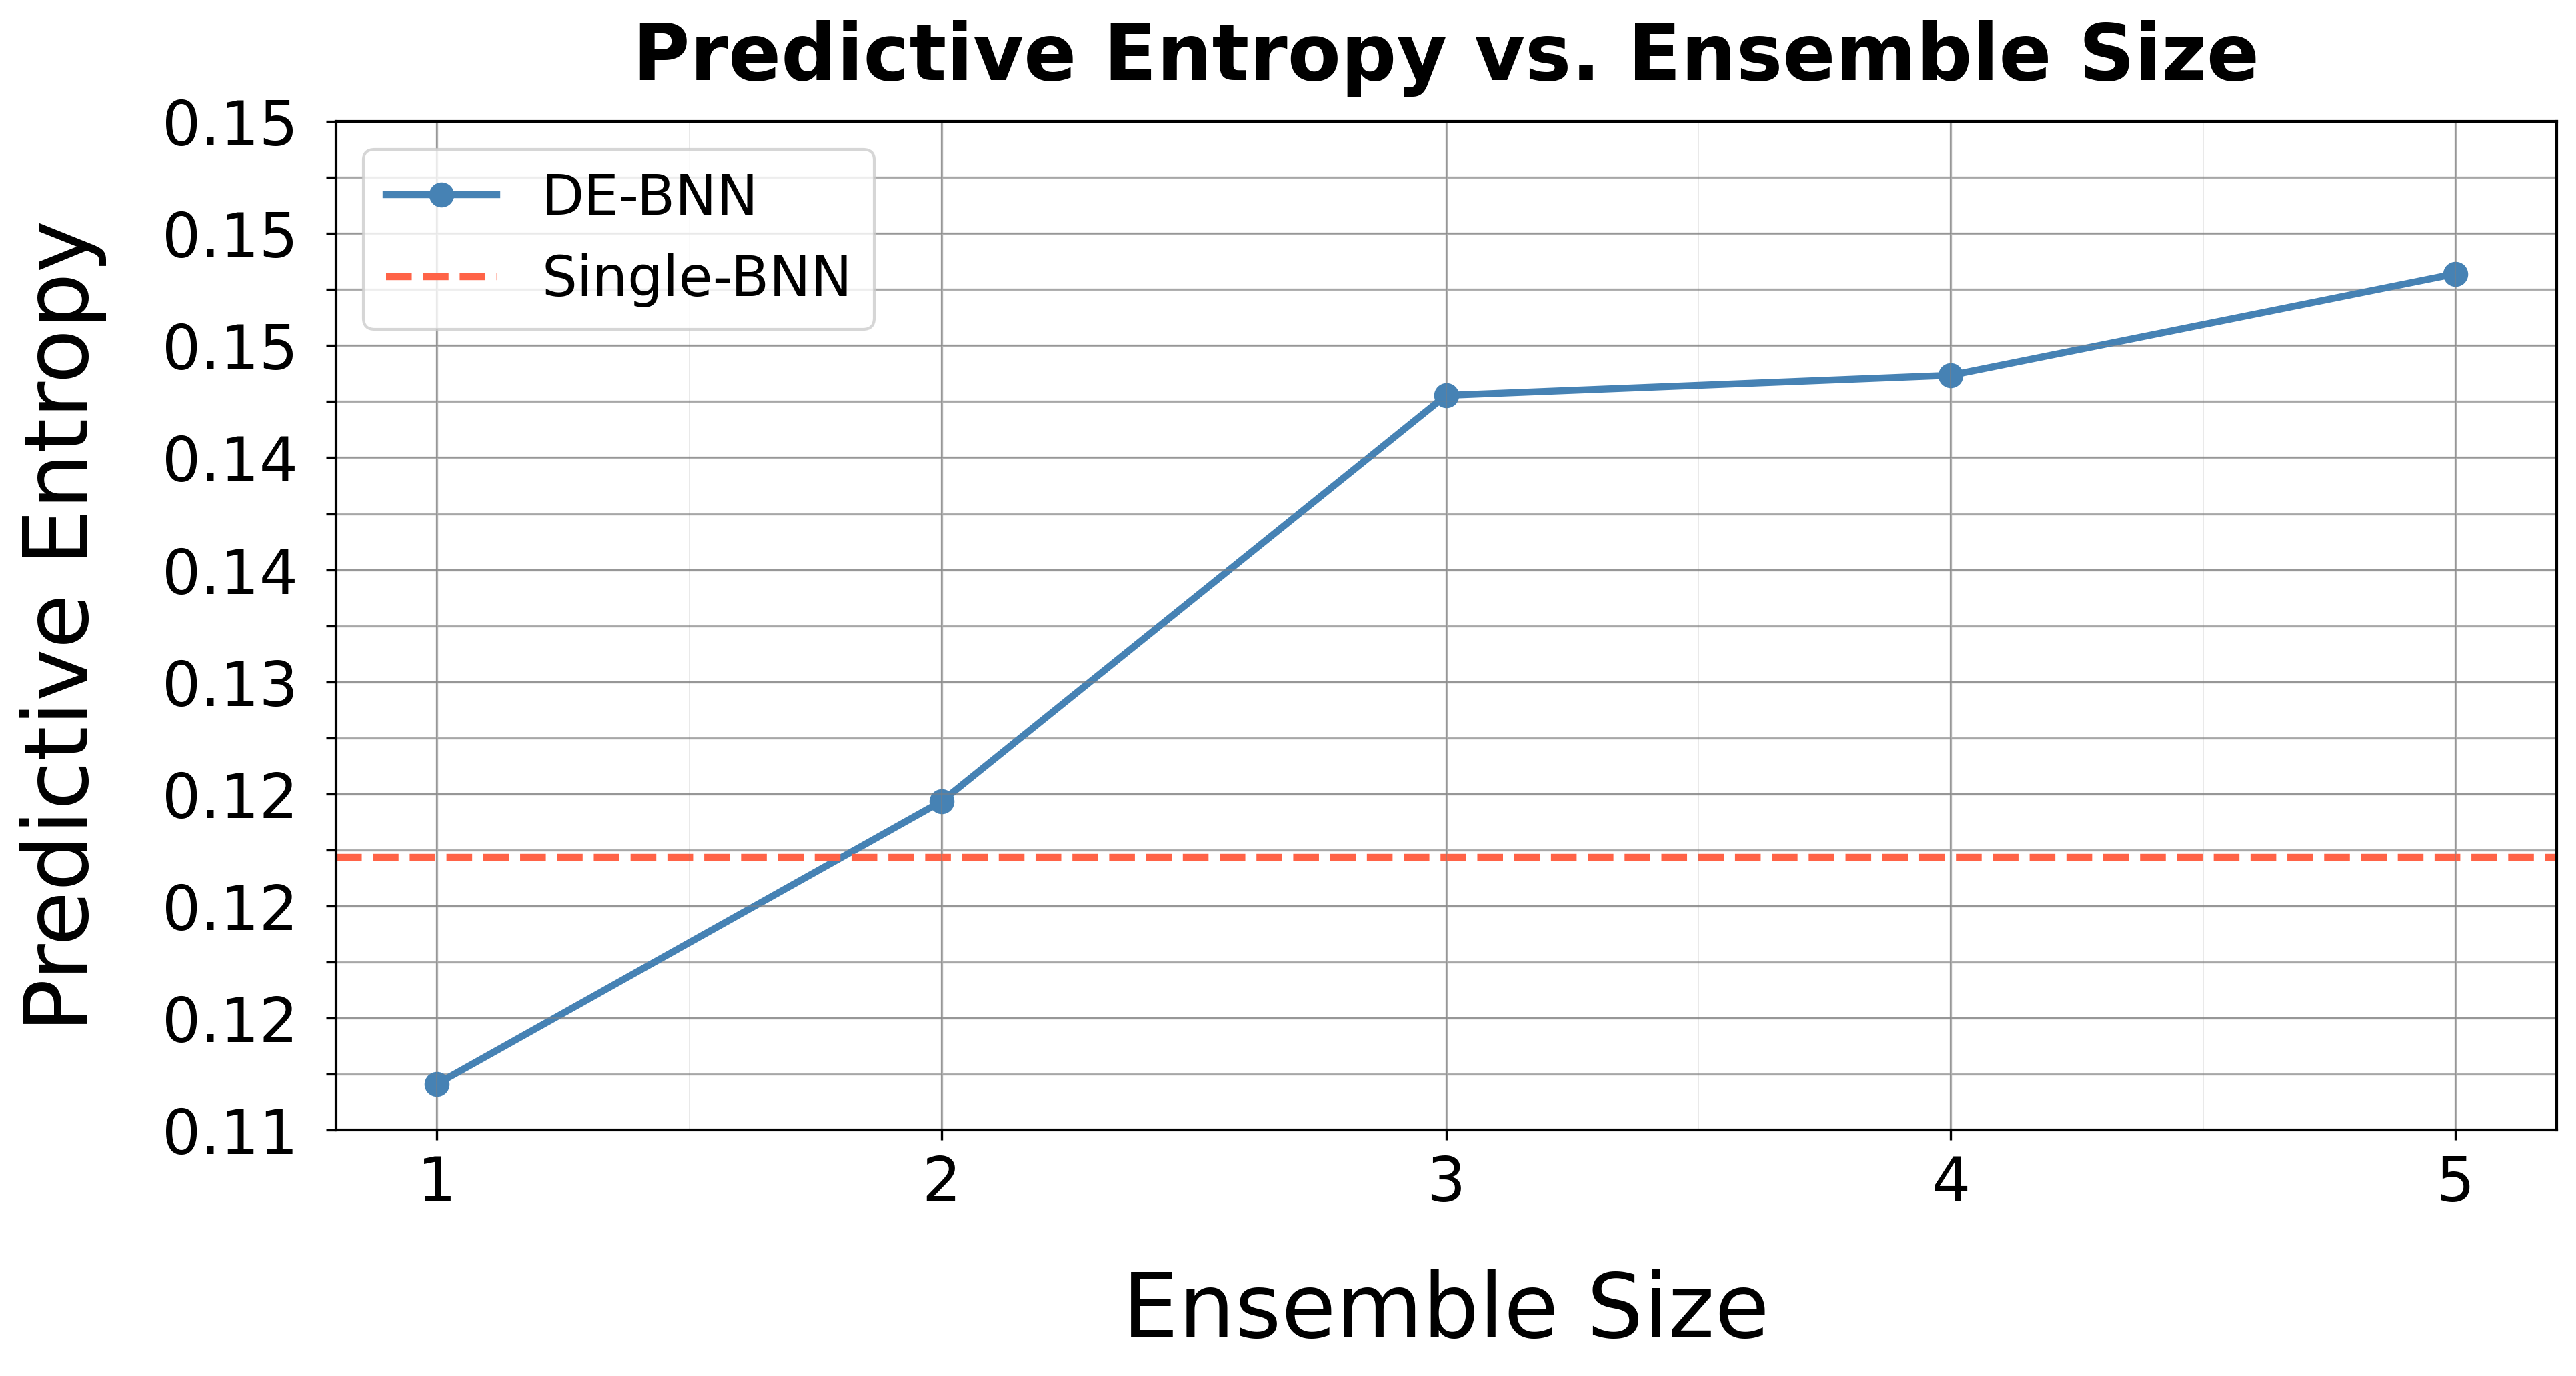 Predictive Entropy vs. Ensemble Size
Predictive Entropy
0.15
0.15
0.15
0.14
0.14
0.13
0.12
0.12
0.12
0.11
DE-BNN
Single-BNN
1 2 3 4 5
Ensemble Size